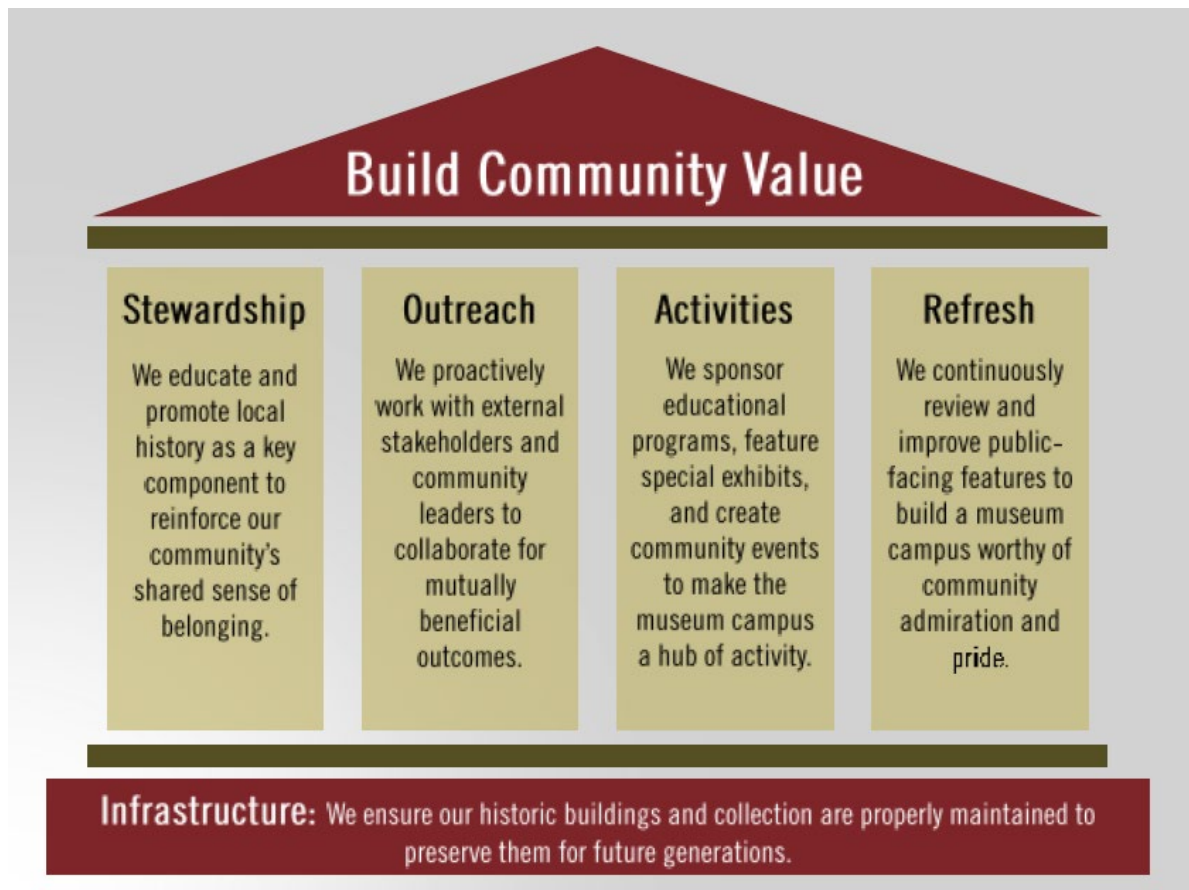 Build Community Value
Stewardship
We educate and
promote local
history as a key
component to
reinforce our
community's
shared sense of
belonging.
Outreach
We proactively
work with external
stakeholders and
community
leaders to
collaborate for
mutually
beneficial
outcomes.
Activities
We sponsor
educational
programs, feature
special exhibits,
and create
community events
to make the
museum campus
a hub of activity.
Refresh
We continuously
review and
improve public-
facing features to
build a museum
campus worthy of
community
admiration and
pride.
Infrastructure: We ensure our historic buildings and collection are properly maintained to
preserve them for future generations.